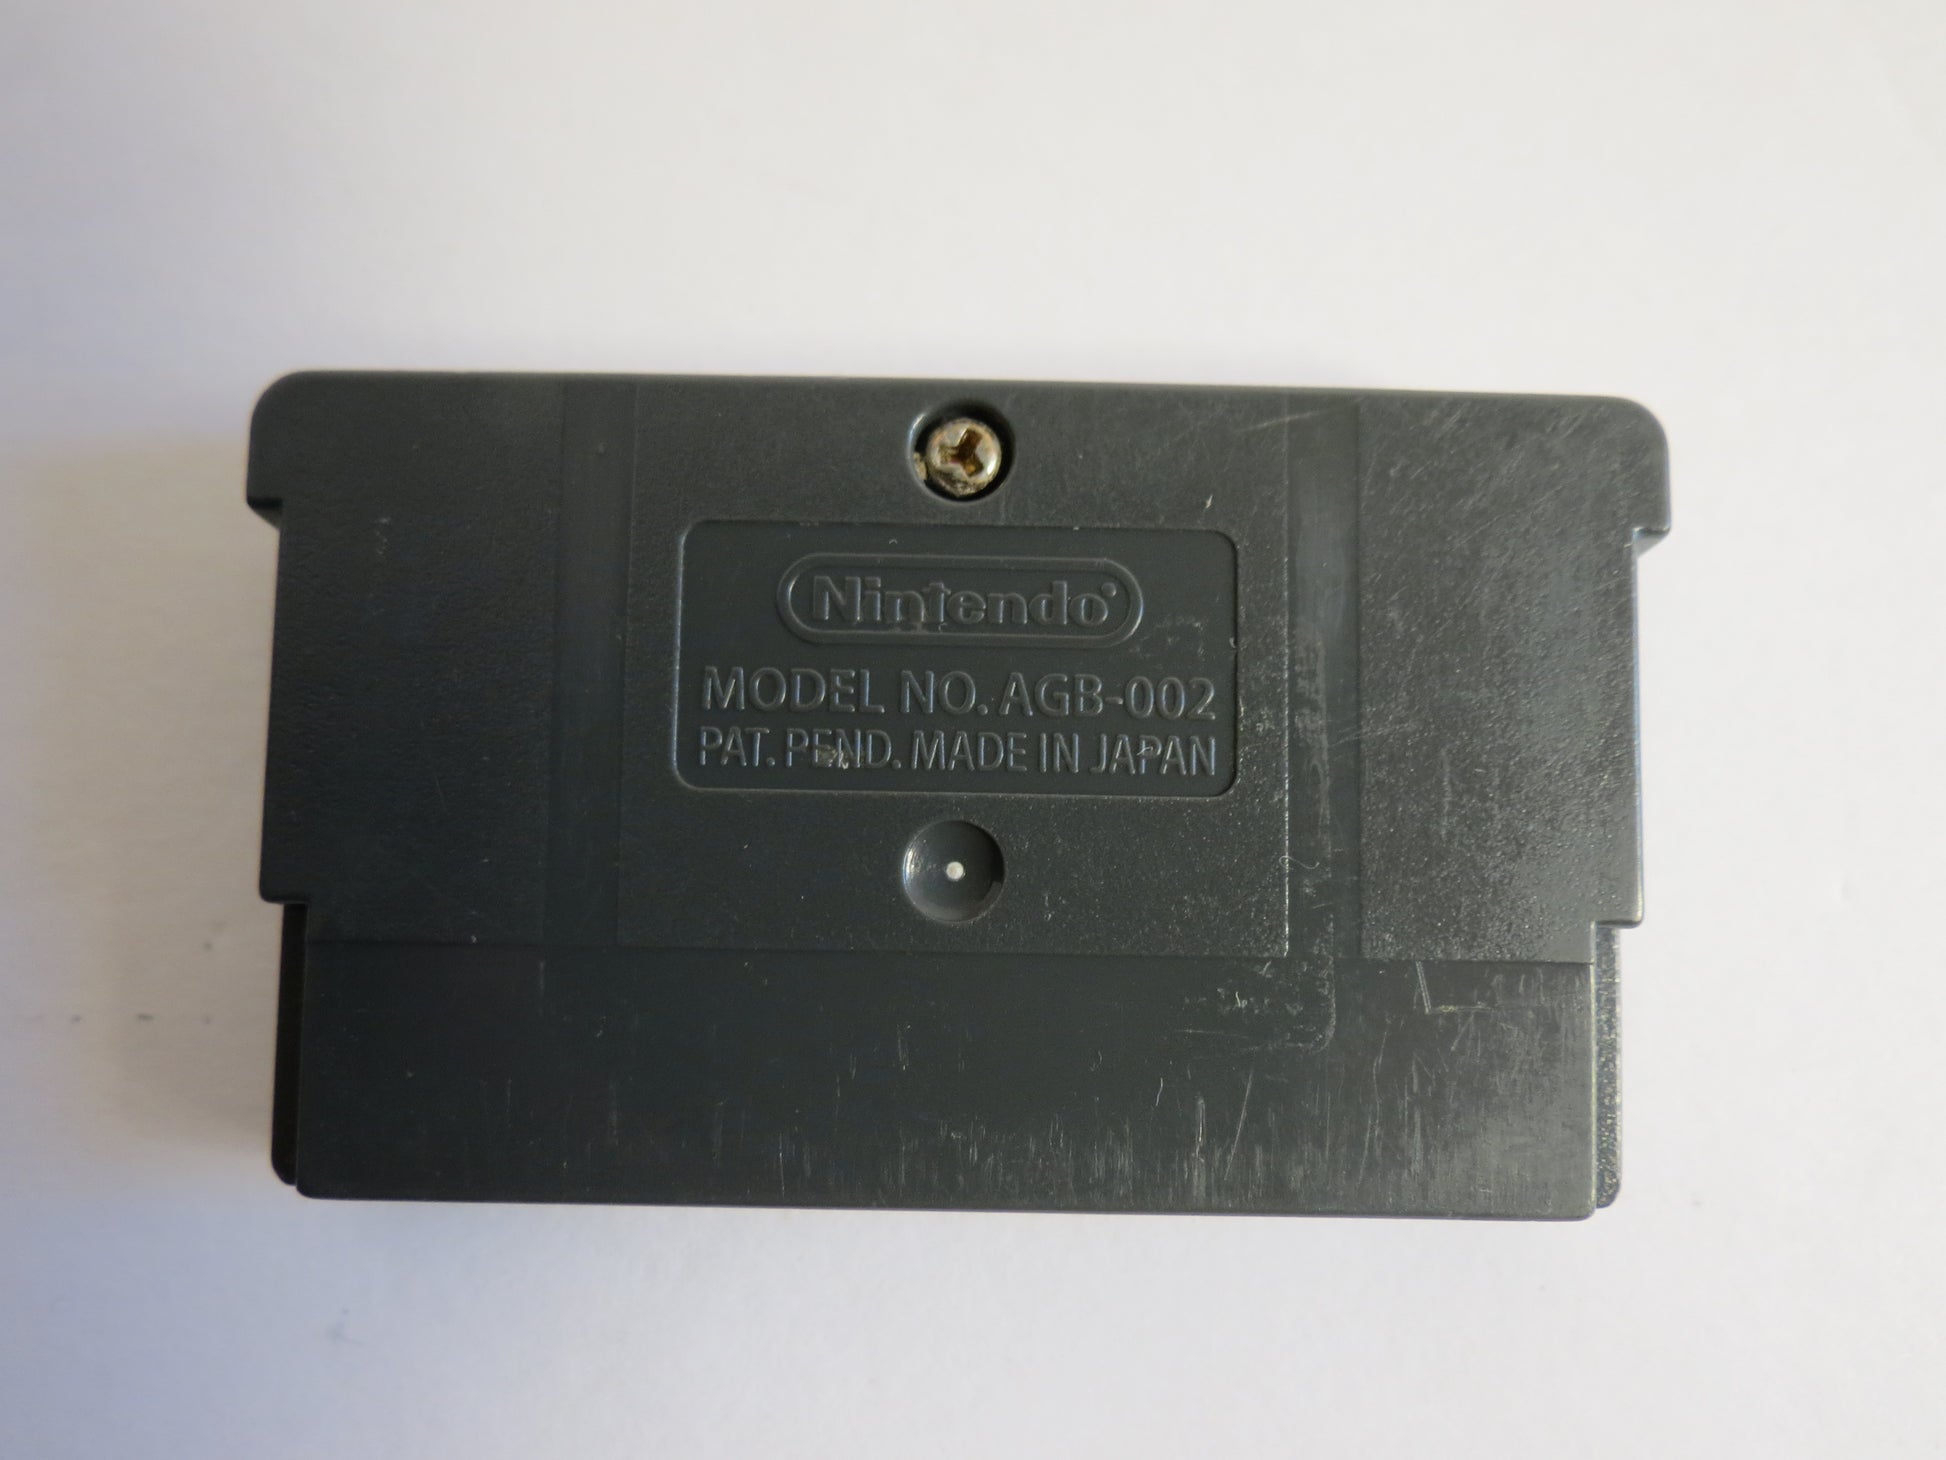 Nintendo®
MODEL NO. AGB-002
PAT. PEND. MADE IN JAPAN